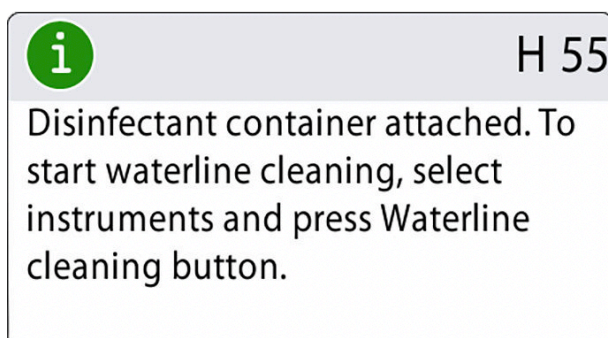 i
H 55
Disinfectant container attached. To
start waterline cleaning, select
instruments and press Waterline
cleaning button.